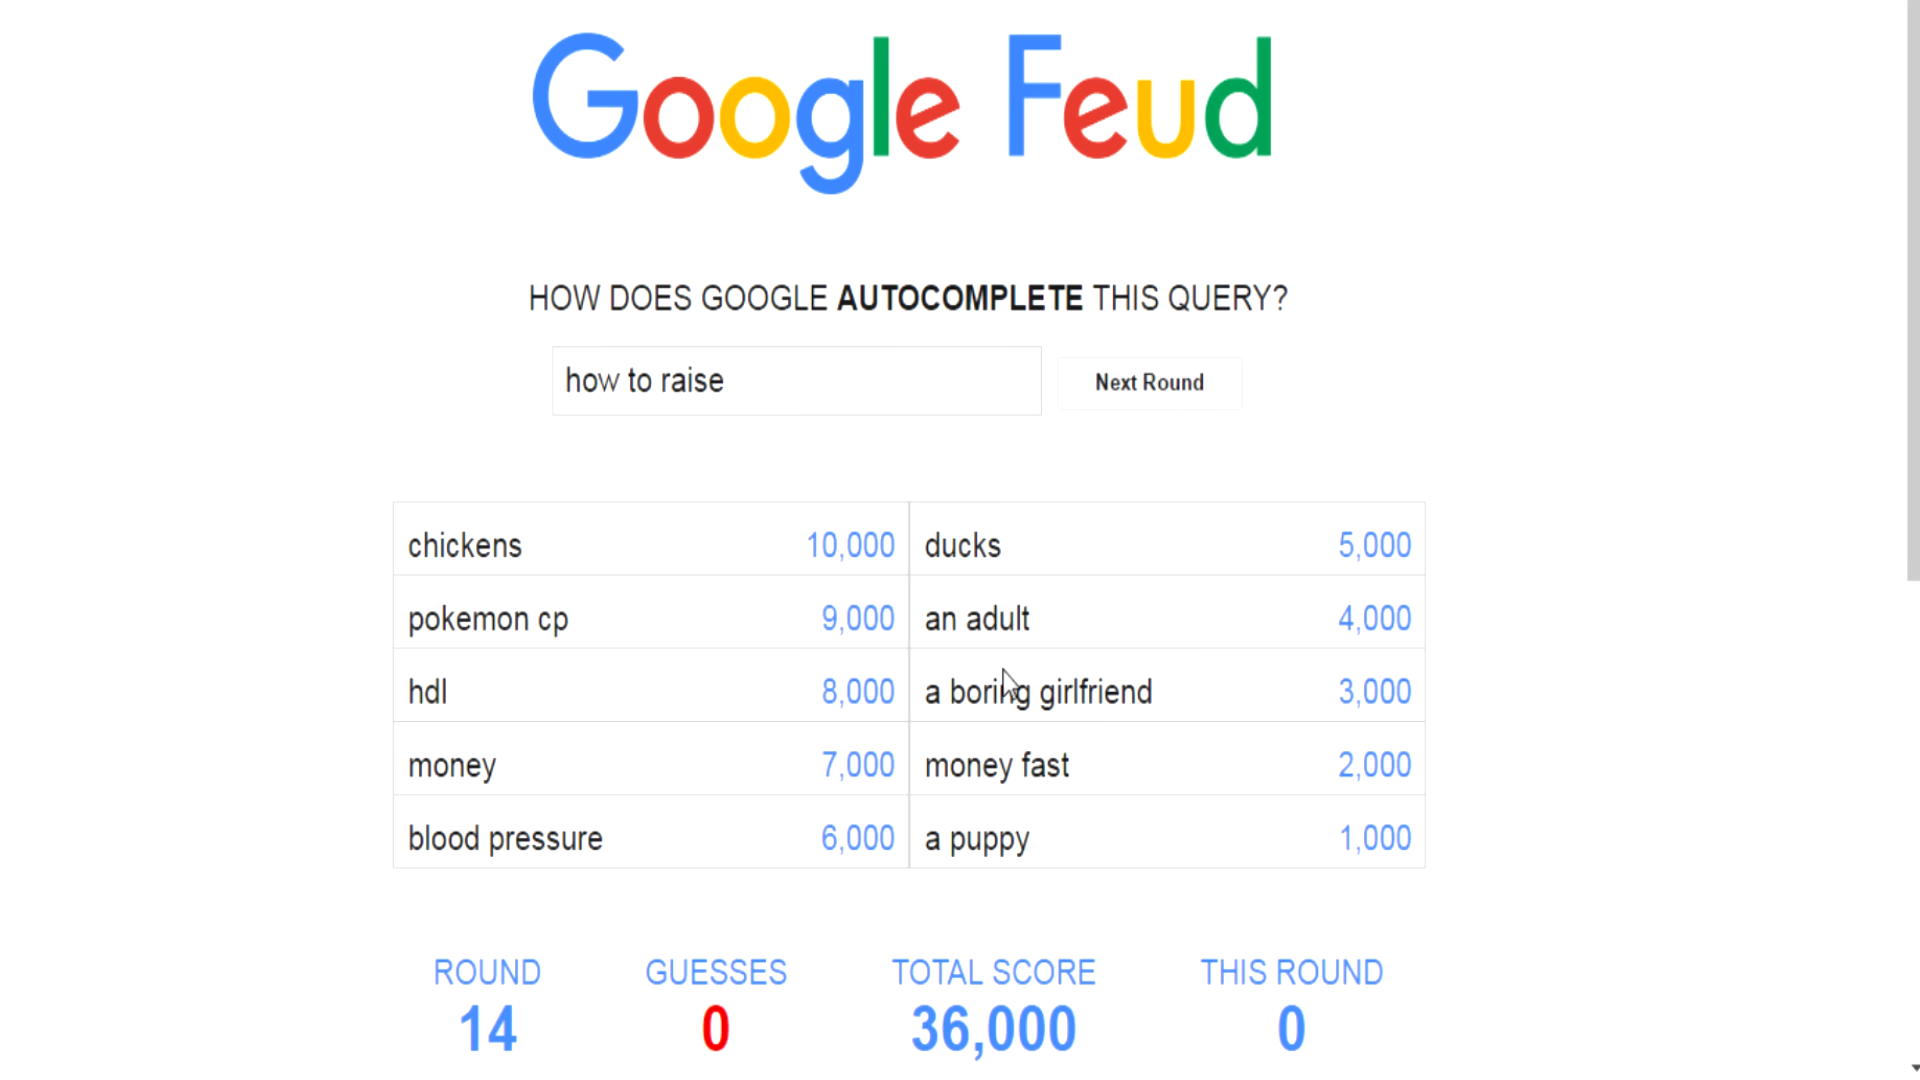 Google Feud
HOW DOES GOOGLE AUTOCOMPLETE THIS QUERY?
how to raise
Next Round
chickens 10,000 ducks 5,000
pokemon cp 9,000 an adult 4,000
hdl 8,000 a boring girlfriend 3,000
money 7,000 money fast 2,000
blood pressure 6,000 a puppy 1,000
ROUND GUESSES TOTAL SCORE THIS ROUND
14 0 36,000 0